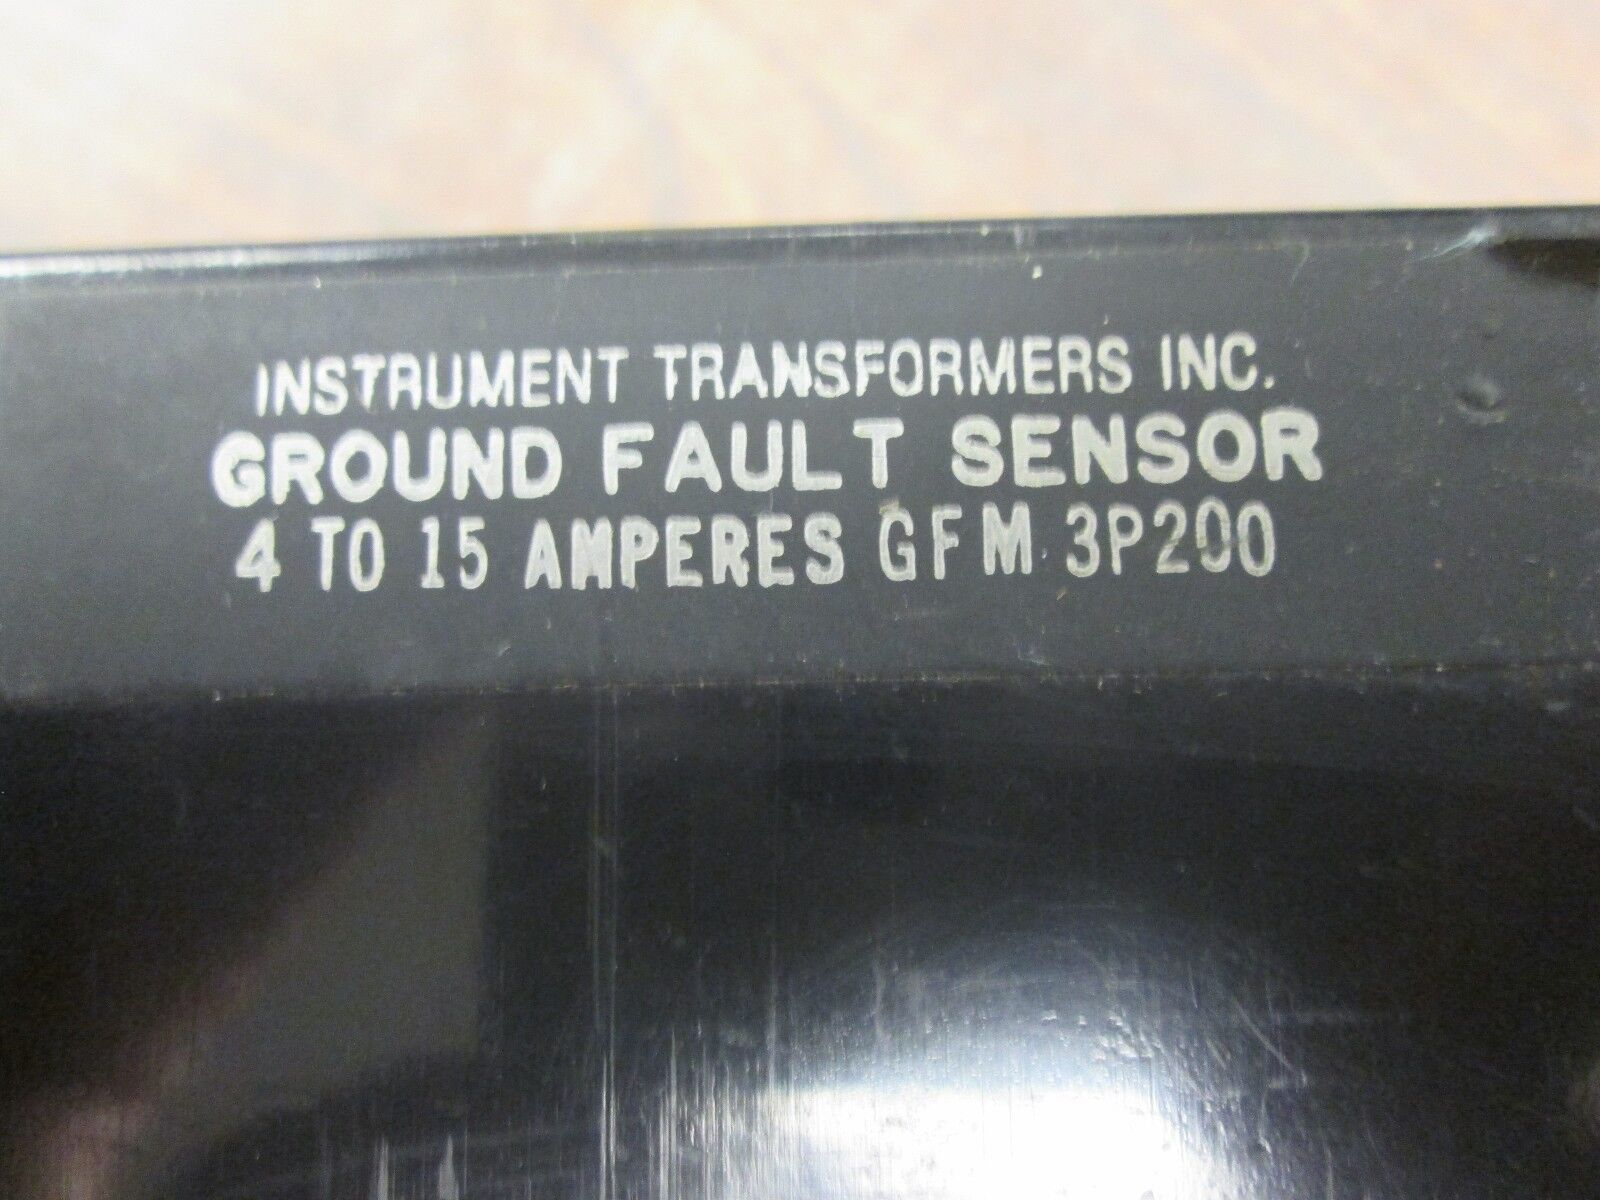 INSTRUMENT TRANSFORMERS INC.
GROUND FAULT SENSOR
4 TO 15 AMPERES GFM 3P200